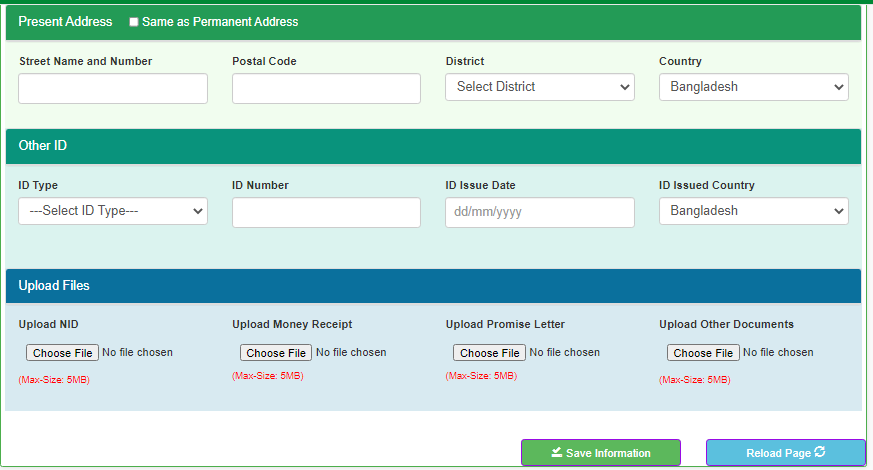 Present Address Same as Permanent Address
Street Name and Number Postal Code District Country
Select District Bangladesh
Other ID
ID Type ID Number ID Issue Date ID Issued Country
---Select ID Type--- dd/mm/yyyy Bangladesh
Upload Files
Upload NID Upload Money Receipt Upload Promise Letter Upload Other Documents
Choose File No file chosen Choose File No file chosen Choose File No file chosen Choose File No file chosen
(Max-Size: 5MB) (Max-Size: 5MB) (Max-Size: 5MB) (Max-Size: 5MB)
Save Information Reload Page